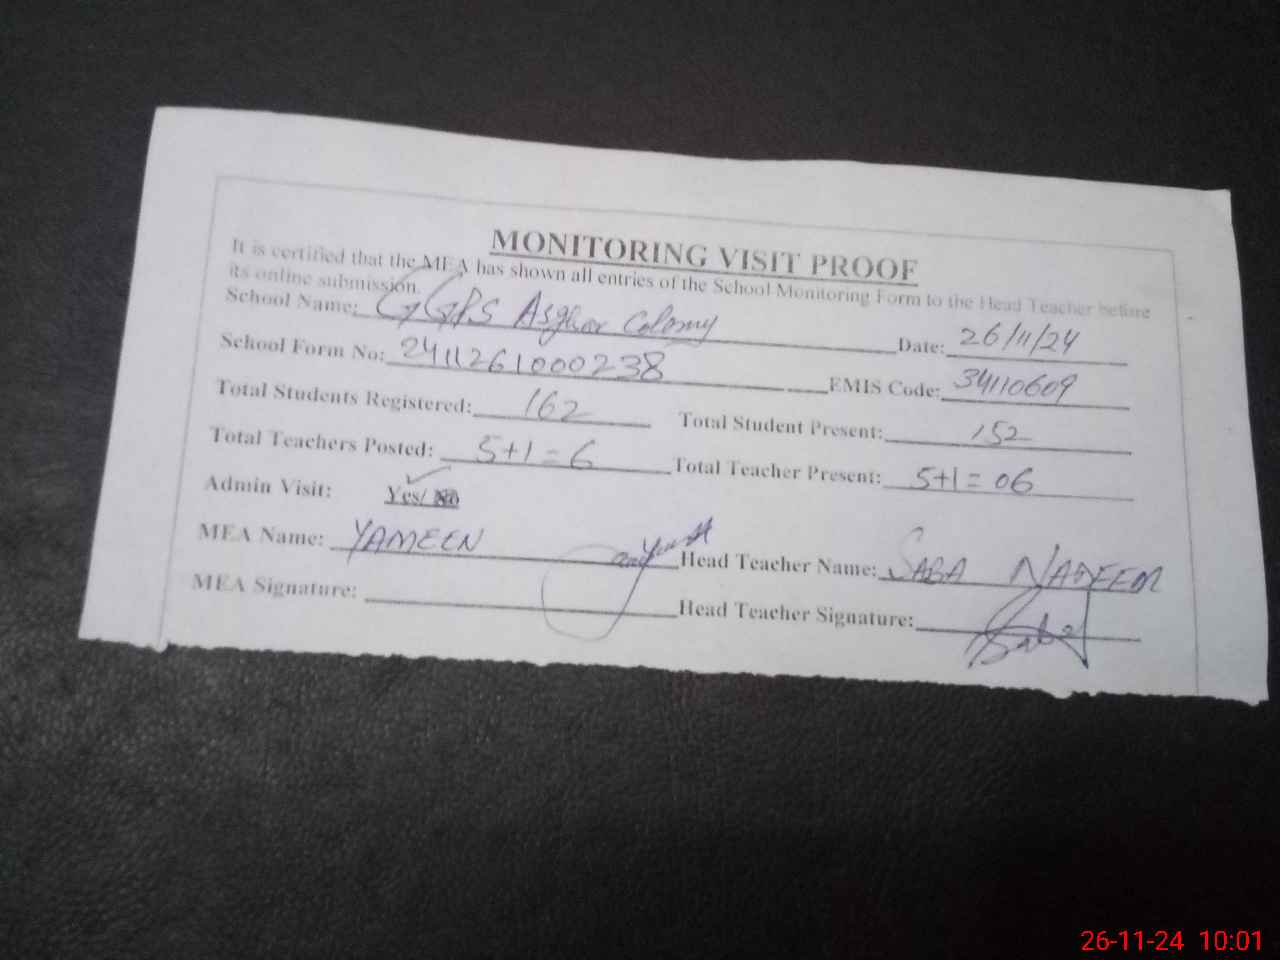 MONITORING VISIT PROOF
It is certified that the MEA has shown all entries of the School Monitoring Form to the Head Teacher before
its online submission.
School Name: GGPS Asghar Colony Date: 26/11/24
School Form No: 2411261000238 EMIS Code: 34110609
Total Students Registered: 162 Total Student Present: 152
Total Teachers Posted: 5+1=6 Total Teacher Present: 5+1=06
Admin Visit: Yes/ No
MEA Name: YAMEEN Head Teacher Name: SABA NADEEM
MEA Signature: Head Teacher Signature:
26-11-24 10:01